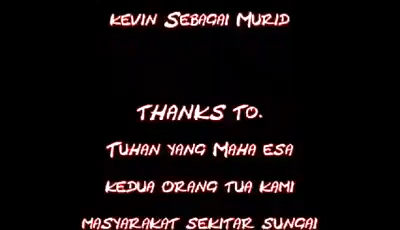 KEVIN SEBAGAI MURID
THANKS TO.
TUHAN YANG MAHA ESA
KEDUA ORANG TUA KAMI
MASYARAKAT SEKITAR SUNGAI